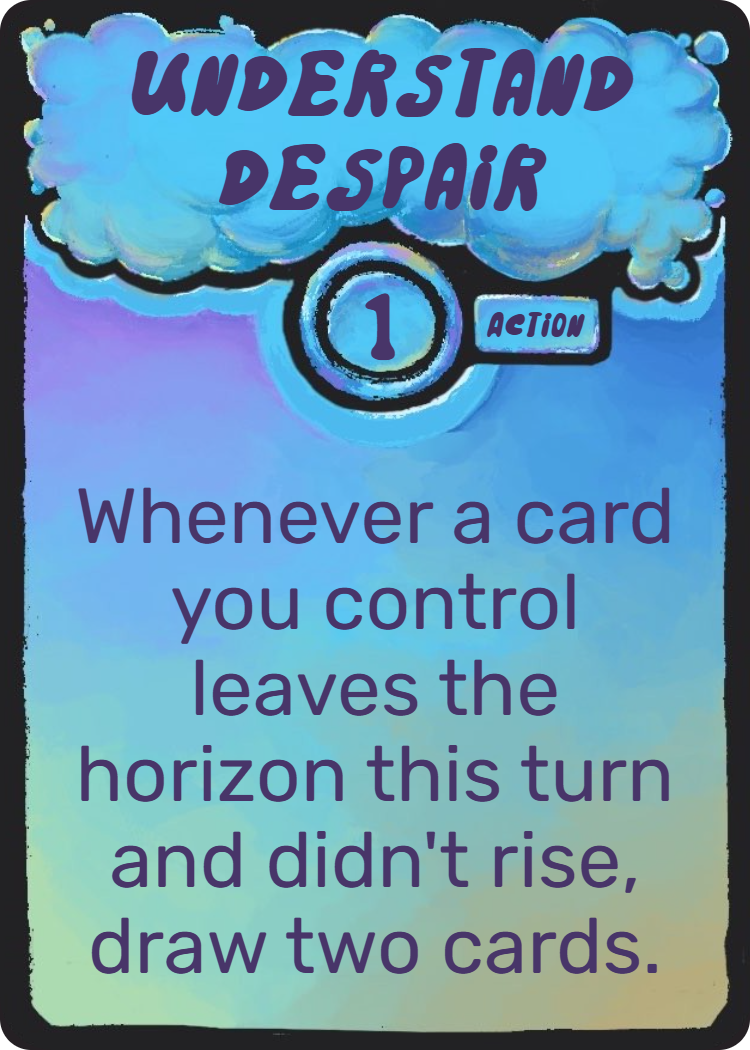 UNDERSTAND
DESPAIR
1
ACTION
Whenever a card
you control
leaves the
horizon this turn
and didn't rise,
draw two cards.